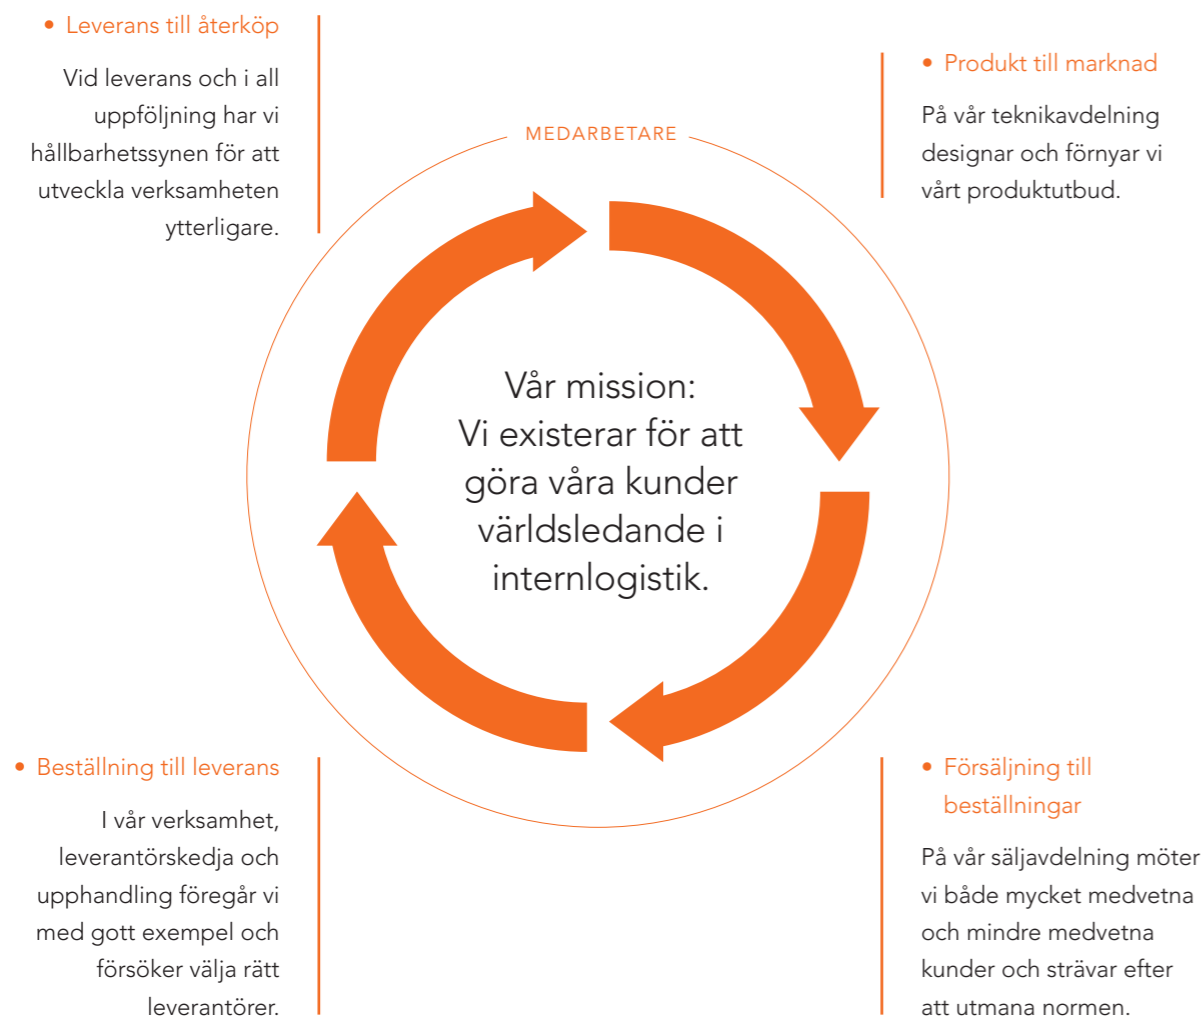 • Leverans till återköp
Vid leverans och i all
uppföljning har vi
hållbarhetssynen för att
utveckla verksamheten
ytterligare.
• Produkt till marknad
På vår teknikavdelning
designar och förnyar vi
vårt produktutbud.
MEDARBETARE
Vår mission:
Vi existerar för att
göra våra kunder
världsledande i
internlogistik.
• Beställning till leverans
I vår verksamhet,
leverantörskedja och
upphandling föregår vi
med gott exempel och
försöker välja rätt
leverantörer.
• Försäljning till
beställningar
På vår säljavdelning möter
vi både mycket medvetna
och mindre medvetna
kunder och strävar efter
att utmana normen.